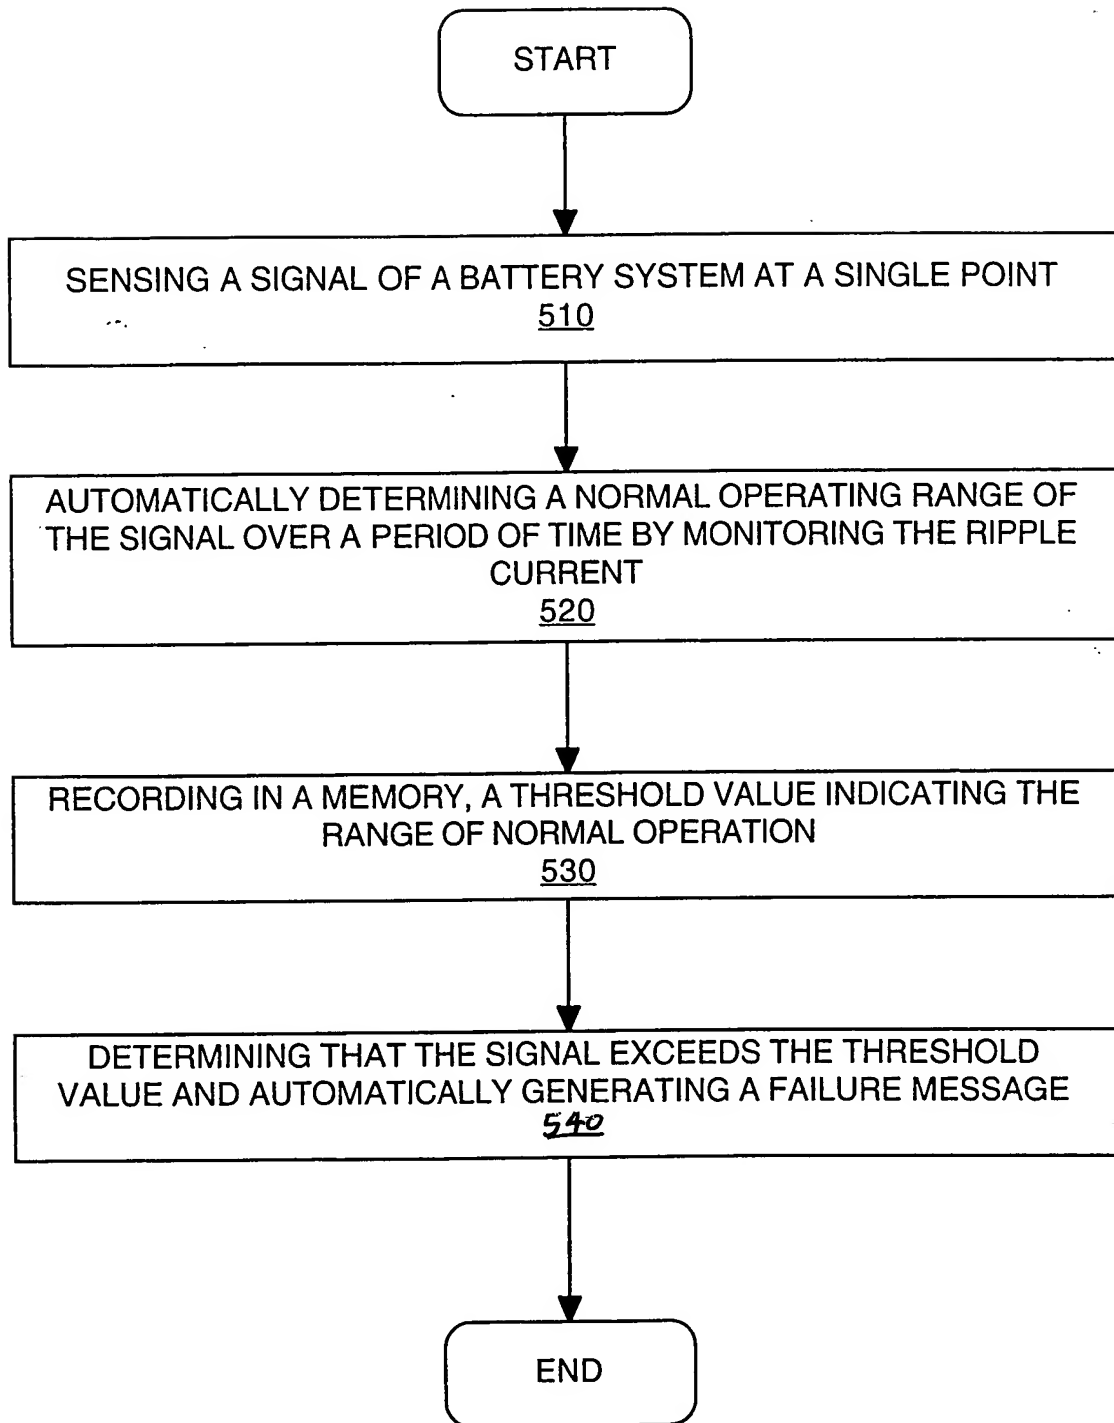 START
SENSING A SIGNAL OF A BATTERY SYSTEM AT A SINGLE POINT
510
AUTOMATICALLY DETERMINING A NORMAL OPERATING RANGE OF
THE SIGNAL OVER A PERIOD OF TIME BY MONITORING THE RIPPLE
CURRENT
520
RECORDING IN A MEMORY, A THRESHOLD VALUE INDICATING THE
RANGE OF NORMAL OPERATION
530
DETERMINING THAT THE SIGNAL EXCEEDS THE THRESHOLD
VALUE AND AUTOMATICALLY GENERATING A FAILURE MESSAGE
540
END